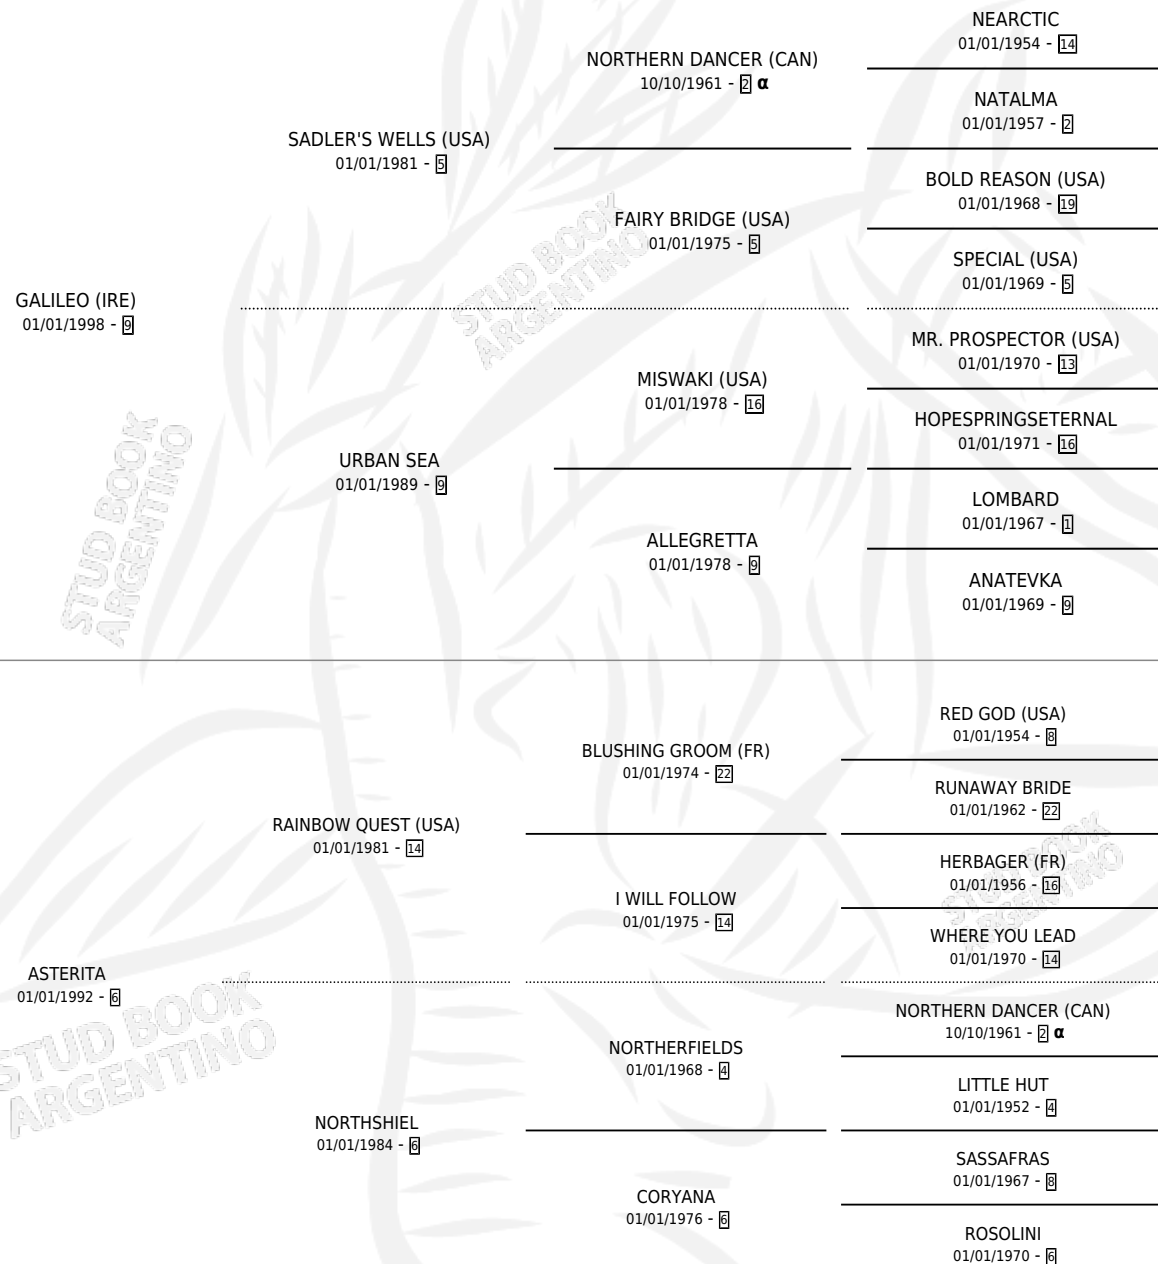 NEARCTIC
01/01/1954 - 14
NORTHERN DANCER (CAN)
10/10/1961 - 2 α
NATALMA
01/01/1957 - 2
SADLER'S WELLS (USA)
01/01/1981 - 5
BOLD REASON (USA)
01/01/1968 - 19
FAIRY BRIDGE (USA)
01/01/1975 - 5
SPECIAL (USA)
01/01/1969 - 5
STUD BOOK
ARGENTINO
GALILEO (IRE)
01/01/1998 - 9
MR. PROSPECTOR (USA)
01/01/1970 - 13
MISWAKI (USA)
01/01/1978 - 16
HOPESPRINGSETERNAL
01/01/1971 - 16
URBAN SEA
01/01/1989 - 9
LOMBARD
01/01/1967 - 1
ALLEGRETTA
01/01/1978 - 9
ANATEVKA
01/01/1969 - 9
STUD BOOK
ARGENTINO
RED GOD (USA)
01/01/1954 - 8
BLUSHING GROOM (FR)
01/01/1974 - 22
RUNAWAY BRIDE
01/01/1962 - 22
RAINBOW QUEST (USA)
01/01/1981 - 14
HERBAGER (FR)
01/01/1956 - 16
I WILL FOLLOW
01/01/1975 - 14
WHERE YOU LEAD
01/01/1970 - 14
STUD BOOK
ARGENTINO
ASTERITA
01/01/1992 - 6
NORTHERN DANCER (CAN)
10/10/1961 - 2 α
NORTHERFIELDS
01/01/1968 - 4
LITTLE HUT
01/01/1952 - 4
STUD BOOK
ARGENTINO
NORTHSHIEL
01/01/1984 - 6
SASSAFRAS
01/01/1967 - 8
CORYANA
01/01/1976 - 6
ROSOLINI
01/01/1970 - 6